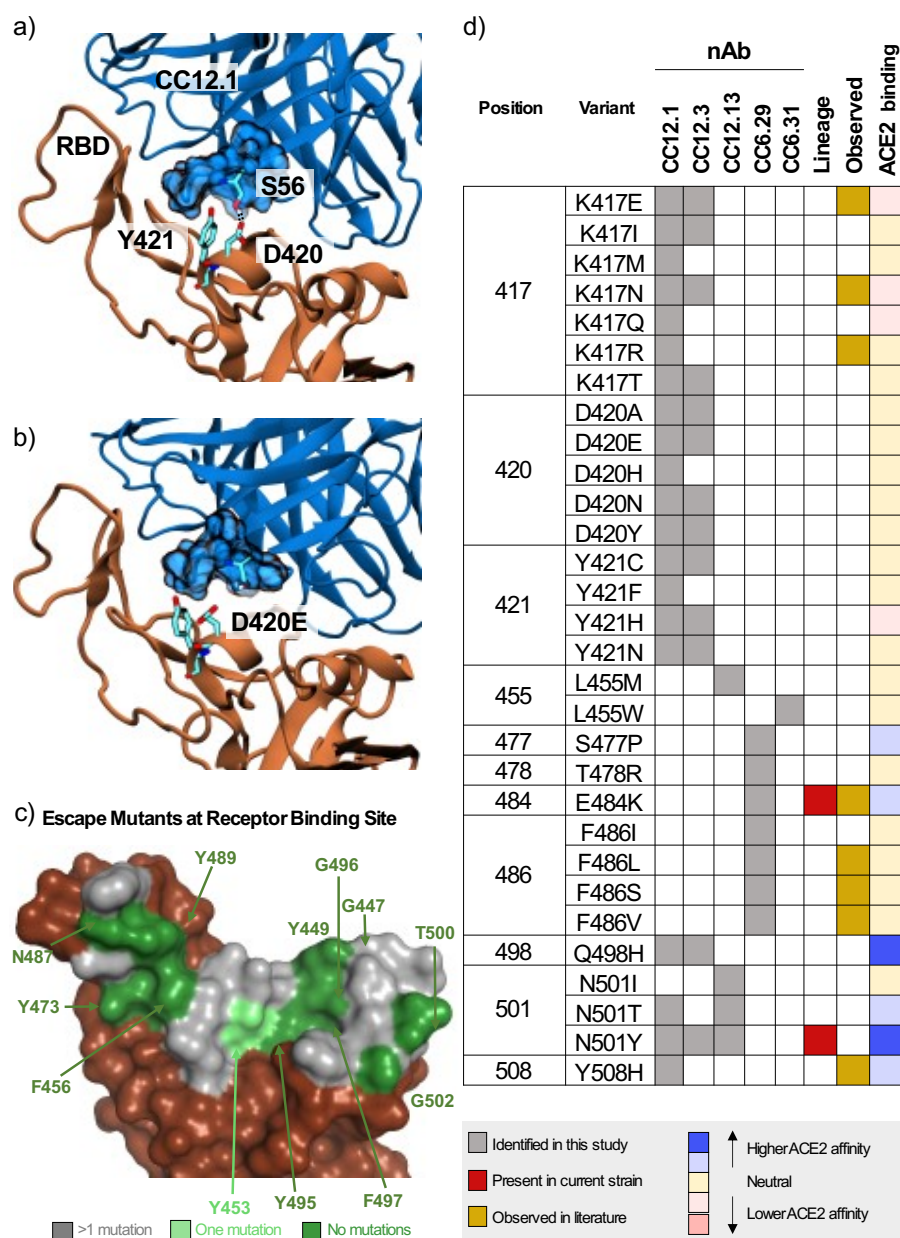 a)
CC12.1
RBD
S56
Y421
D420
b)
D420E
c) Escape Mutants at Receptor Binding Site
Y489
G496
G447
Y449
T500
N487
Y473
F456
G502
Y453
Y495
F497
>1 mutation
One mutation
No mutations
d)
nAb
Position
Variant
CC12.1
CC12.3
CC12.13
CC6.29
CC6.31
Lineage
Observed
ACE2 binding
417
K417E
K417I
K417M
K417N
K417Q
K417R
K417T
420
D420A
D420E
D420H
D420N
D420Y
421
Y421C
Y421F
Y421H
Y421N
455
L455M
L455W
477
S477P
478
T478R
484
E484K
486
F486I
F486L
F486S
F486V
498
Q498H
501
N501I
N501T
N501Y
508
Y508H
Identified in this study
Present in current strain
Observed in literature
Higher ACE2 affinity
Neutral
Lower ACE2 affinity